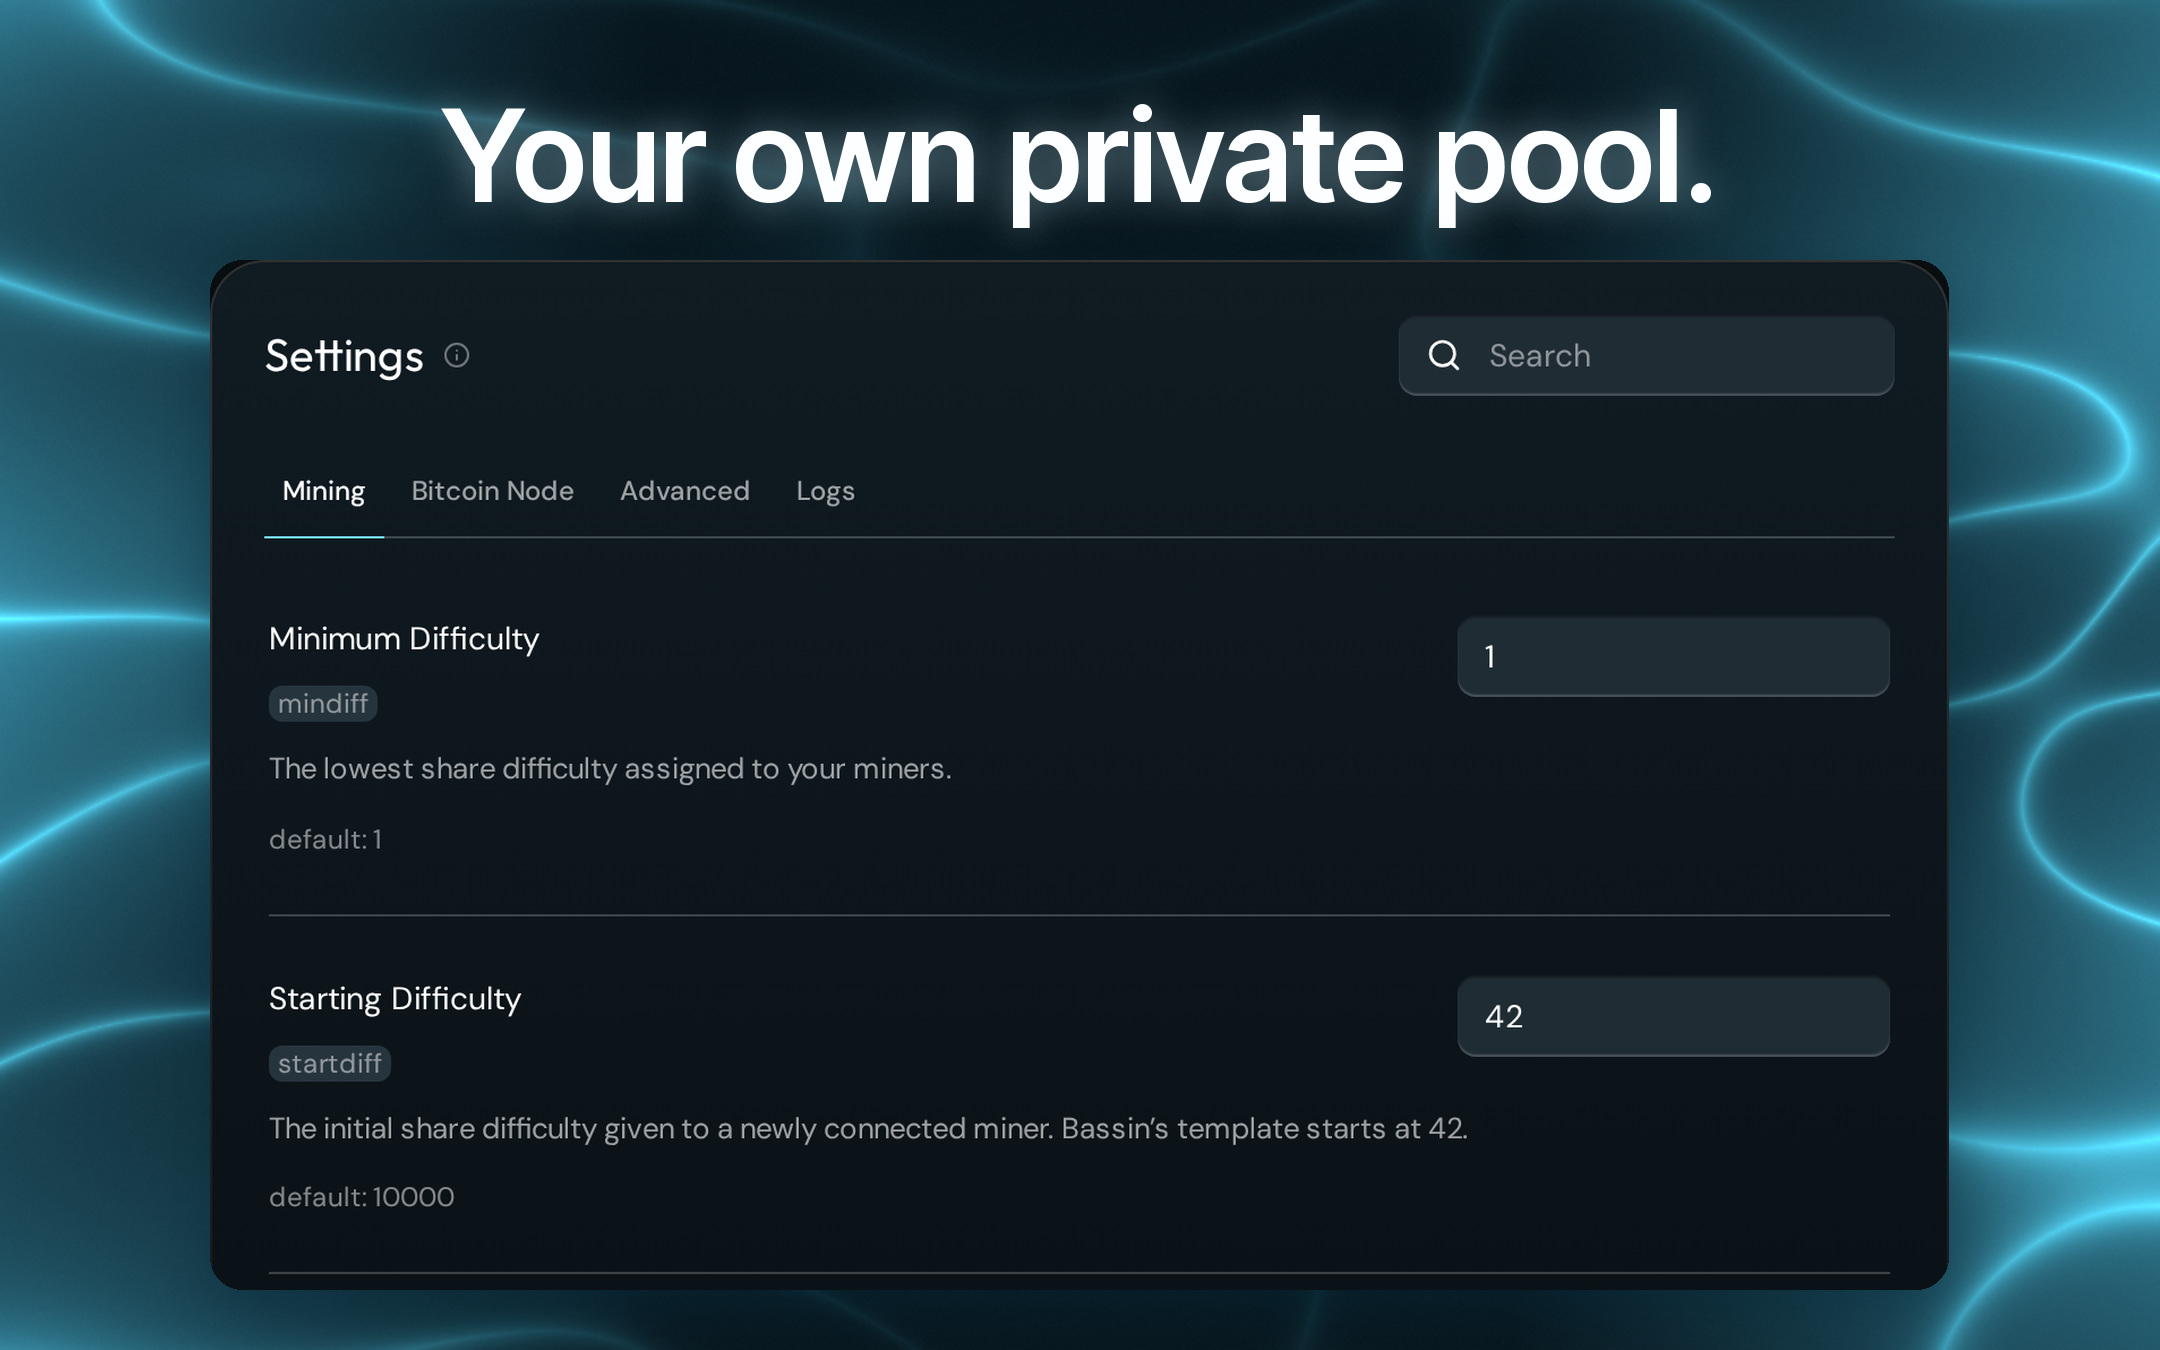 Your own private pool.
Settings
Search
Mining
Bitcoin Node
Advanced
Logs
Minimum Difficulty
1
mindiff
The lowest share difficulty assigned to your miners.
default: 1
Starting Difficulty
42
startdiff
The initial share difficulty given to a newly connected miner. Bassin’s template starts at 42.
default: 10000